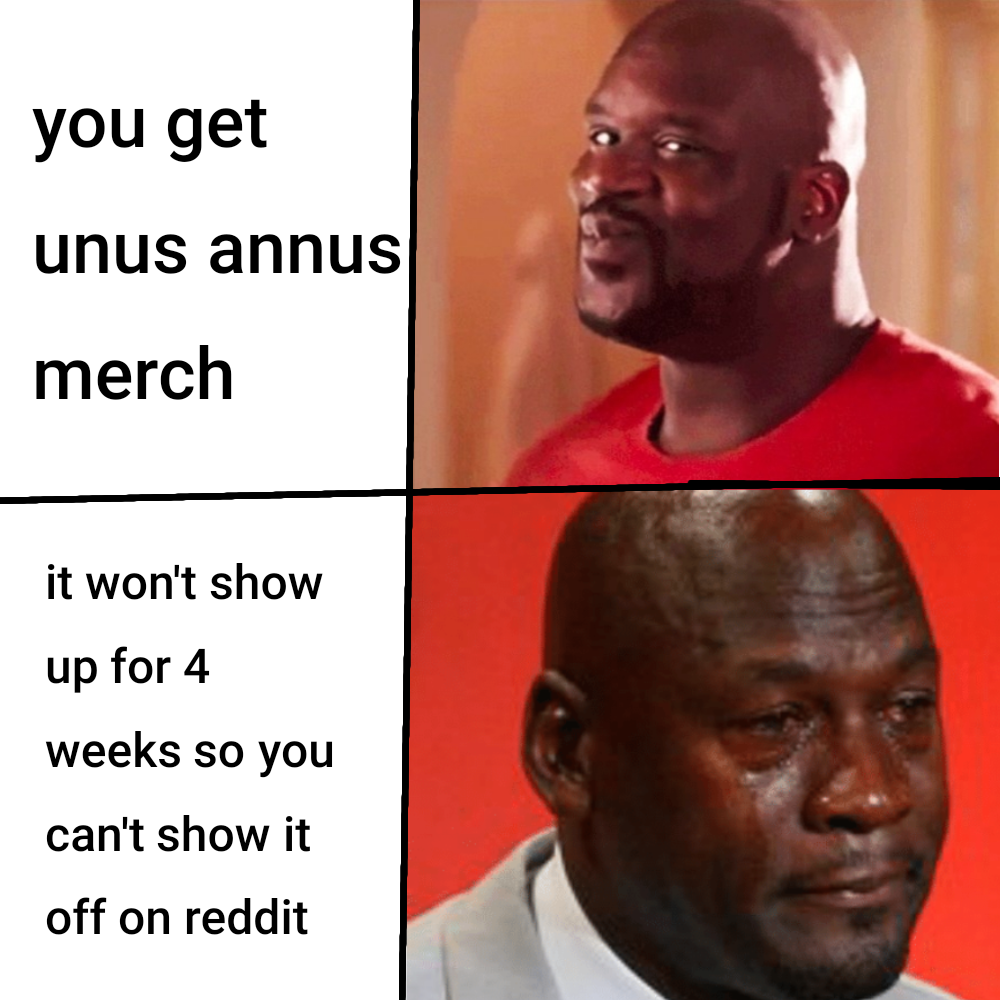 you get
unus annus
merch
it won't show
up for 4
weeks so you
can't show it
off on reddit